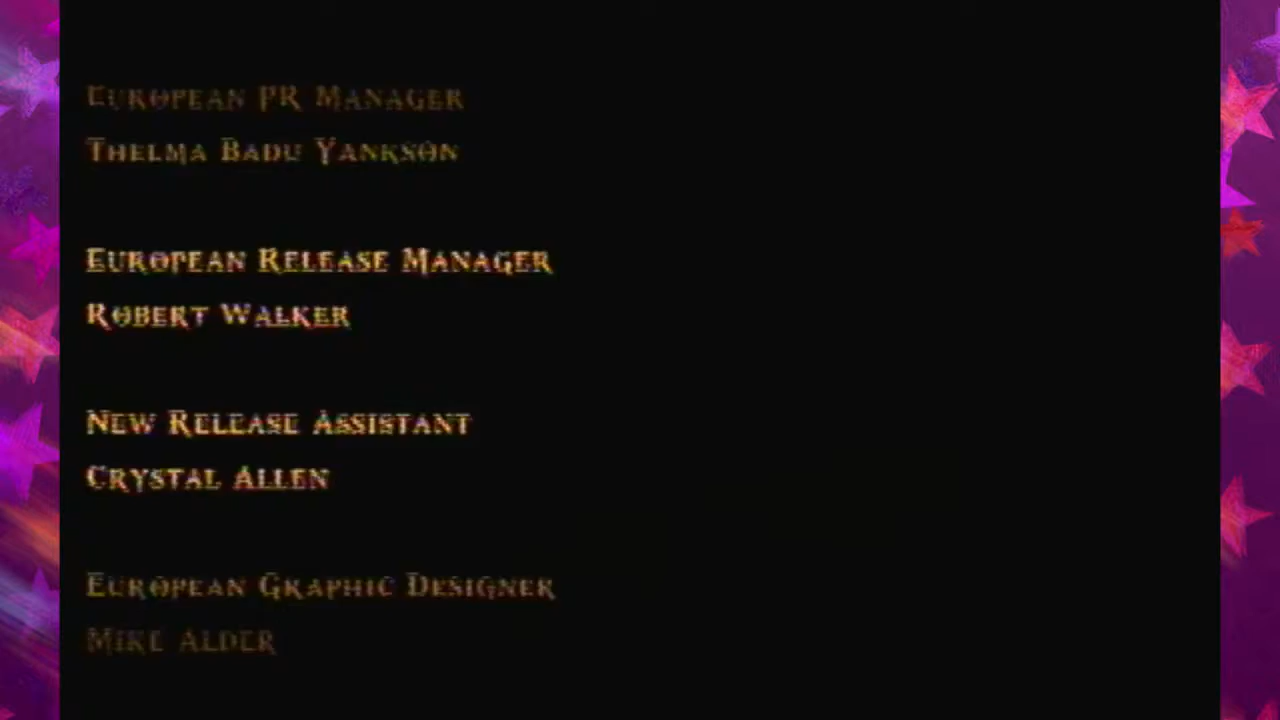 European PR Manager
Thelma Badu Yankson
European Release Manager
Robert Walker
New Release Assistant
Crystal Allen
European Graphic Designer
Mike Alder